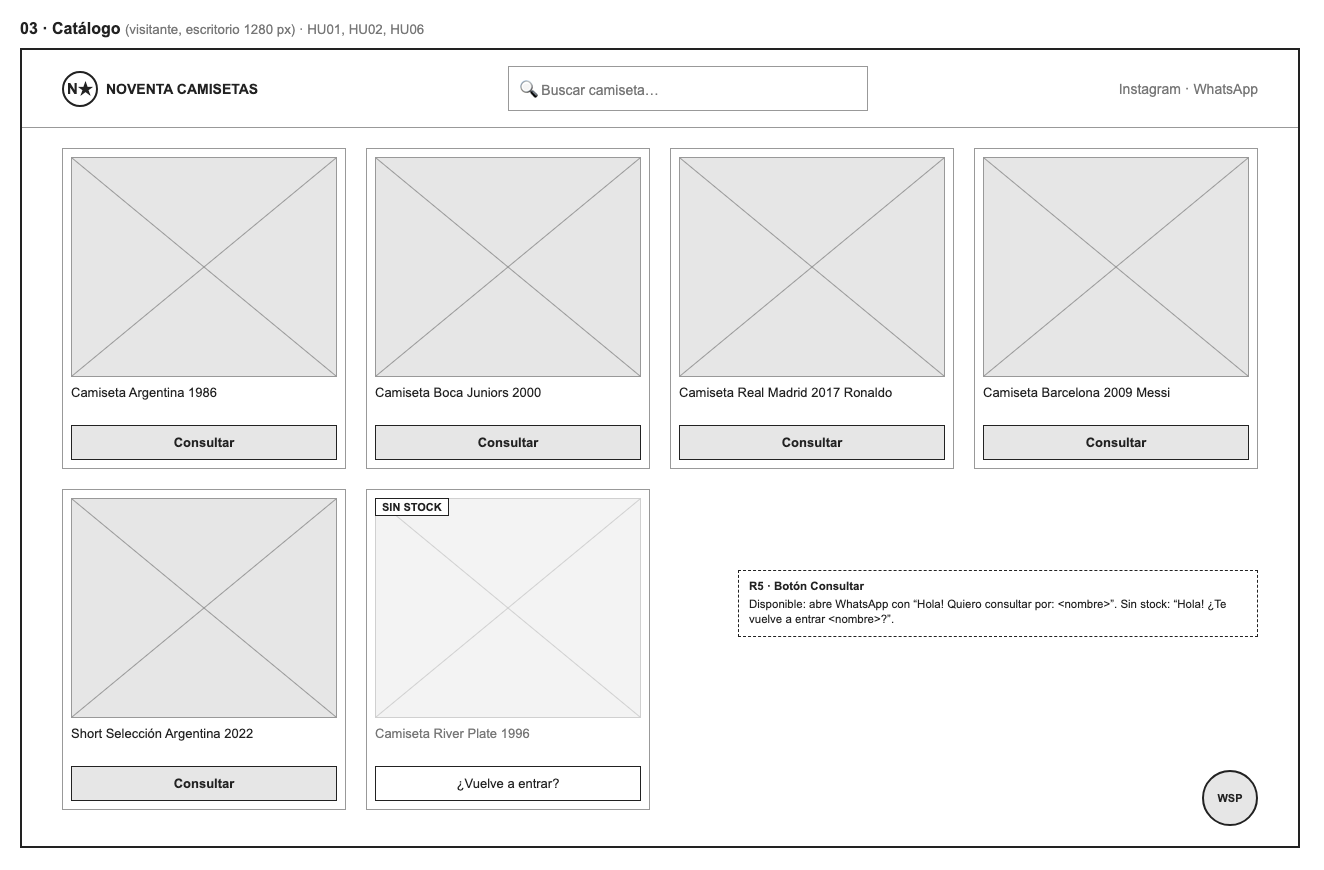 03 · Catálogo (visitante, escritorio 1280 px) · HU01, HU02, HU06
N★ NOVENTA CAMISETAS
Buscar camiseta…
Instagram · WhatsApp
Camiseta Argentina 1986
Camiseta Boca Juniors 2000
Camiseta Real Madrid 2017 Ronaldo
Camiseta Barcelona 2009 Messi
Consultar
Consultar
Consultar
Consultar
SIN STOCK
R5 · Botón Consultar
Disponible: abre WhatsApp con “Hola! Quiero consultar por: <nombre>”. Sin stock: “Hola! ¿Te
vuelve a entrar <nombre>?”.
Short Selección Argentina 2022
Camiseta River Plate 1996
Consultar
¿Vuelve a entrar?
WSP